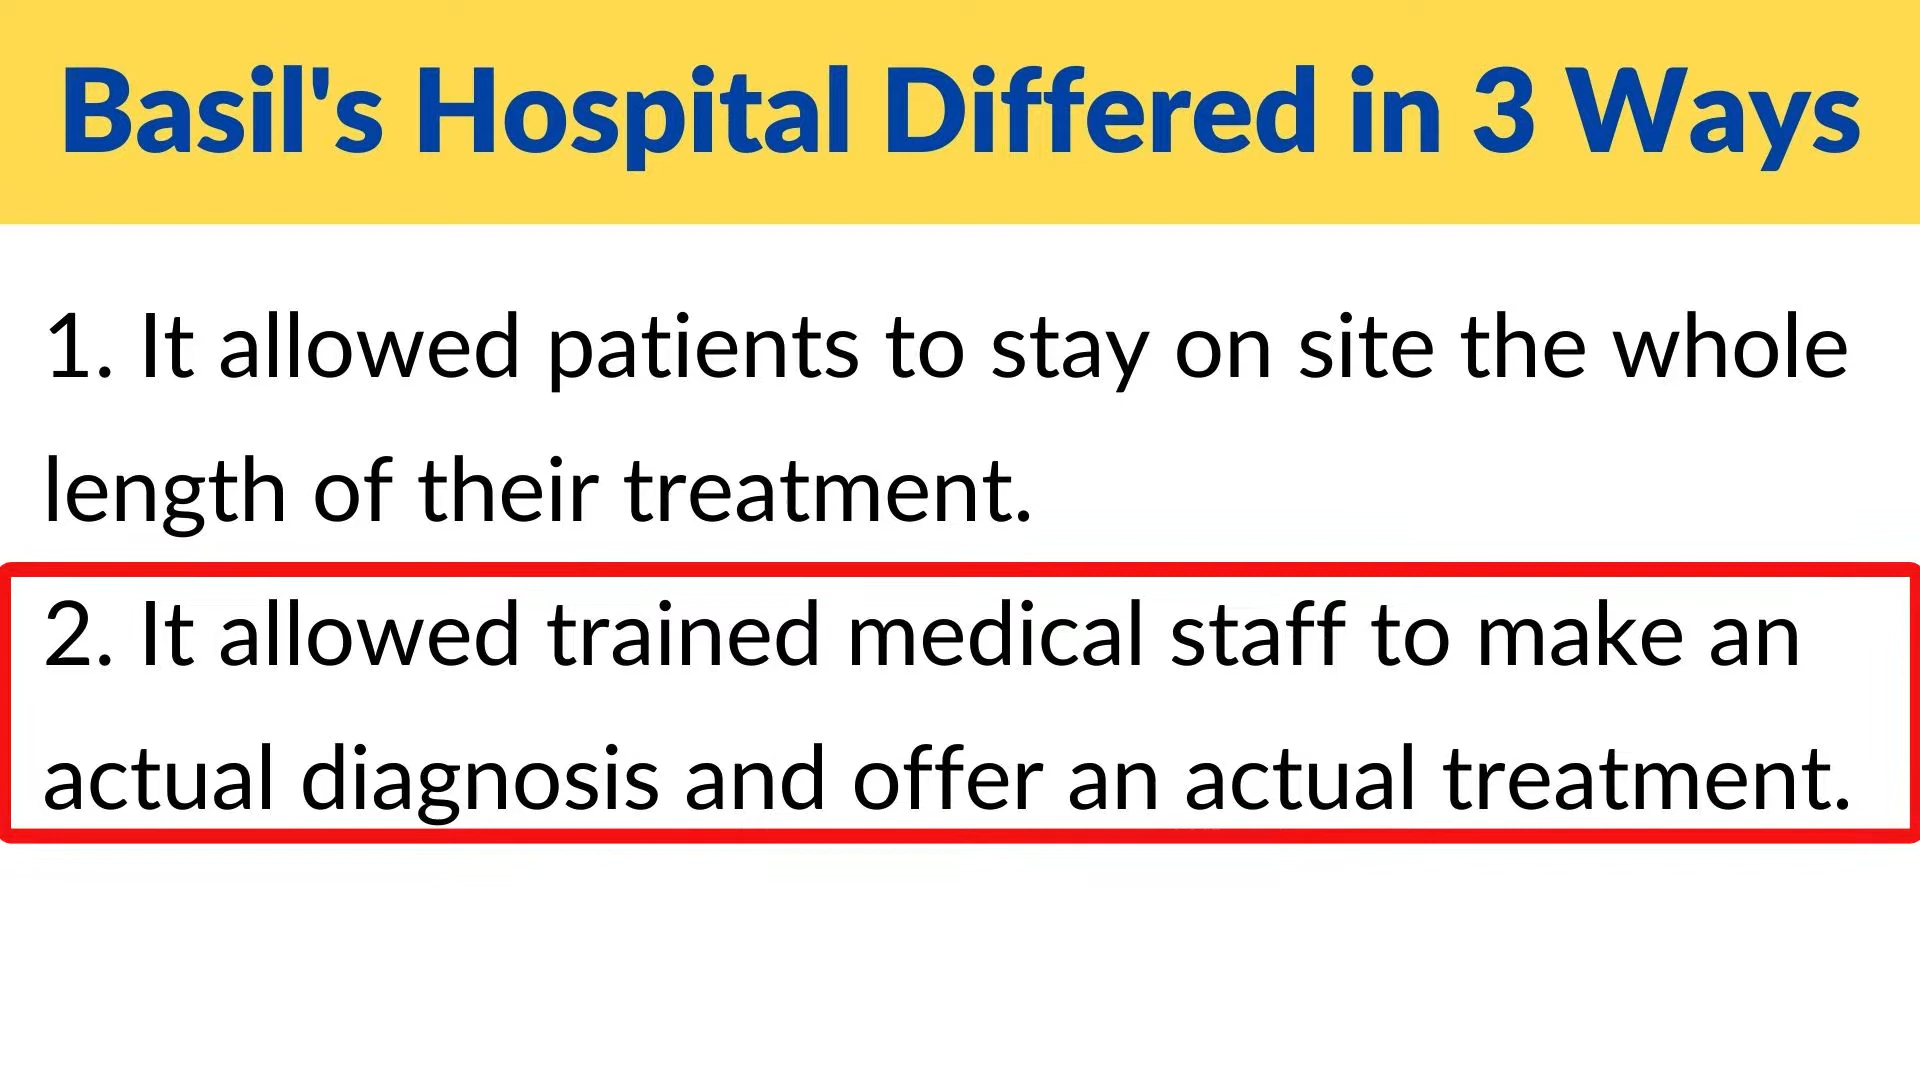 Basil's Hospital Differed in 3 Ways
1. It allowed patients to stay on site the whole
length of their treatment.
2. It allowed trained medical staff to make an
actual diagnosis and offer an actual treatment.